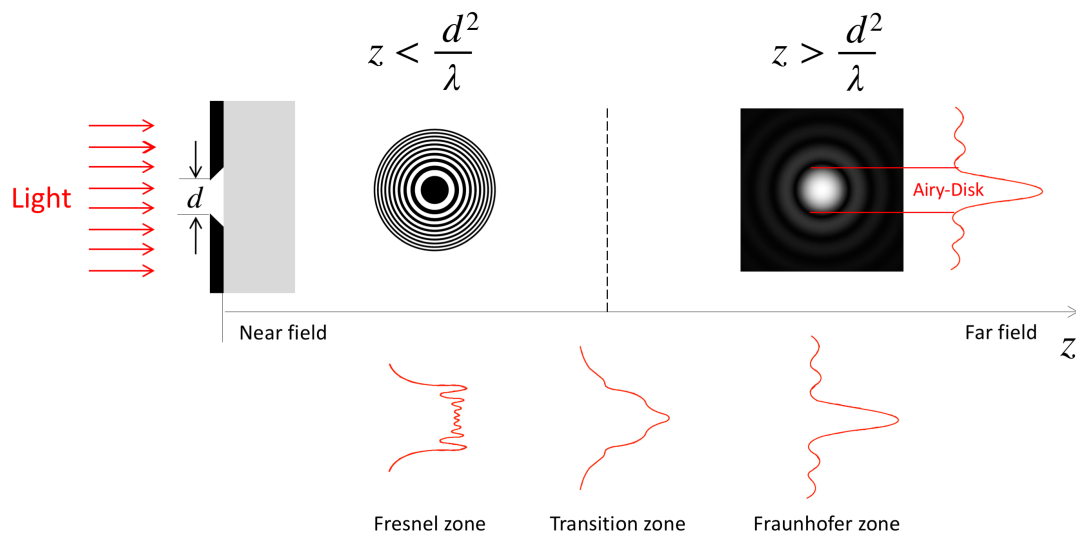 z < d²/λ
z > d²/λ
Light
d
Airy-Disk
Near field
Far field
z
Fresnel zone
Transition zone
Fraunhofer zone